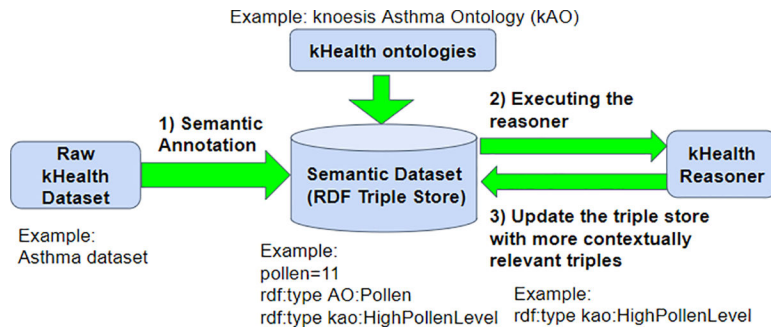 Example: knoesis Asthma Ontology (kAO)
kHealth ontologies
1) Semantic
Annotation
2) Executing the
reasoner
Raw
kHealth
Dataset
Semantic Dataset
(RDF Triple Store)
kHealth
Reasoner
3) Update the triple store
with more contextually
relevant triples
Example:
Asthma dataset
Example:
pollen=11
rdf:type AO:Pollen
rdf:type kao:HighPollenLevel
Example:
rdf:type kao:HighPollenLevel